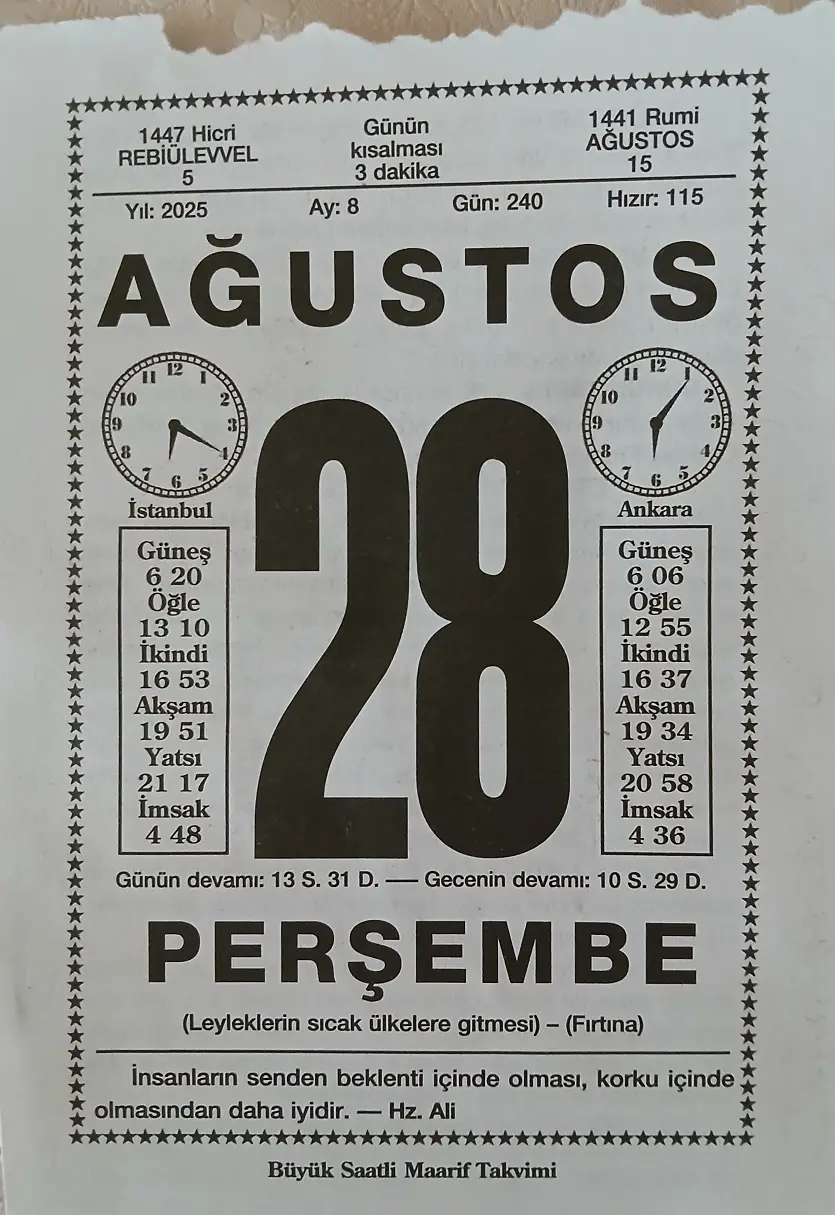 1447 Hicri
REBİÜLEVVEL
5
Günün
kısalması
3 dakika
1441 Rumi
AĞUSTOS
15
Yıl: 2025 Ay: 8 Gün: 240 Hızır: 115
AĞUSTOS
12
1
2
3
4
5
6
7
8
9
10
11
İstanbul
Güneş
6 20
Öğle
13 10
İkindi
16 53
Akşam
19 51
Yatsı
21 17
İmsak
4 48
28
12
1
2
3
4
5
6
7
8
9
10
11
Ankara
Güneş
6 06
Öğle
12 55
İkindi
16 37
Akşam
19 34
Yatsı
20 58
İmsak
4 36
Günün devamı: 13 S. 31 D. — Gecenin devamı: 10 S. 29 D.
PERŞEMBE
(Leyleklerin sıcak ülkelere gitmesi) – (Fırtına)
İnsanların senden beklenti içinde olması, korku içinde
olmasından daha iyidir. — Hz. Ali
Büyük Saatli Maarif Takvimi